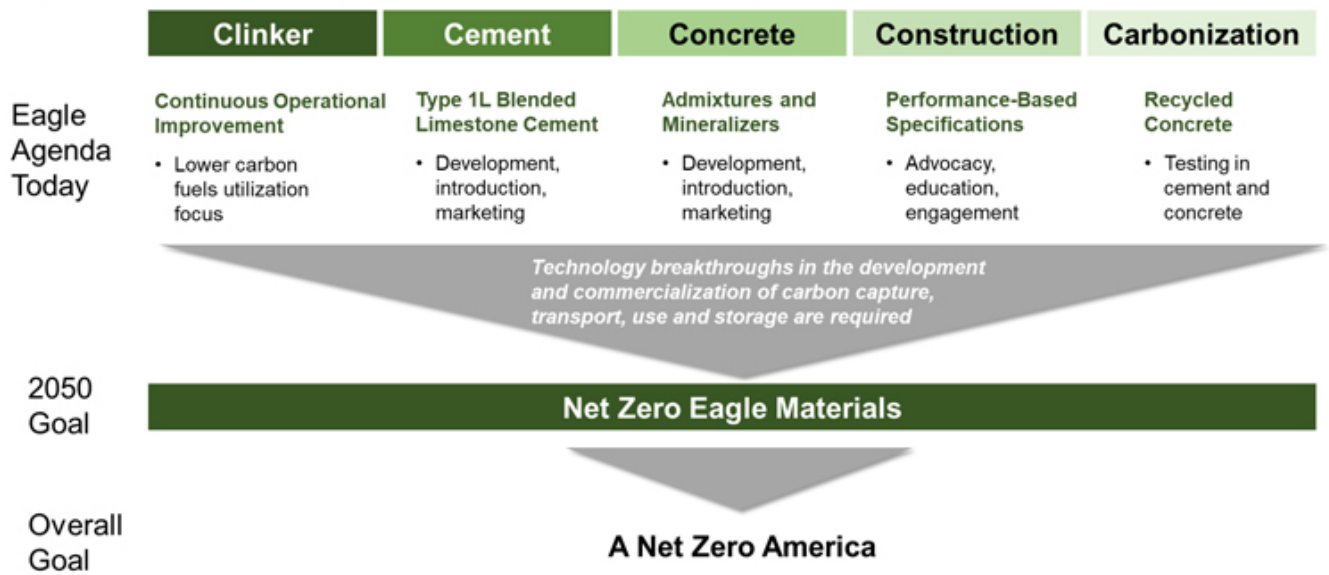 Clinker
Cement
Concrete
Construction
Carbonization
Eagle
Agenda
Today
Continuous Operational
Improvement
• Lower carbon
fuels utilization
focus
Type 1L Blended
Limestone Cement
• Development,
introduction,
marketing
Admixtures and
Mineralizers
• Development,
introduction,
marketing
Performance-Based
Specifications
• Advocacy,
education,
engagement
Recycled
Concrete
• Testing in
cement and
concrete
Technology breakthroughs in the development
and commercialization of carbon capture,
transport, use and storage are required
2050
Goal
Net Zero Eagle Materials
Overall
Goal
A Net Zero America